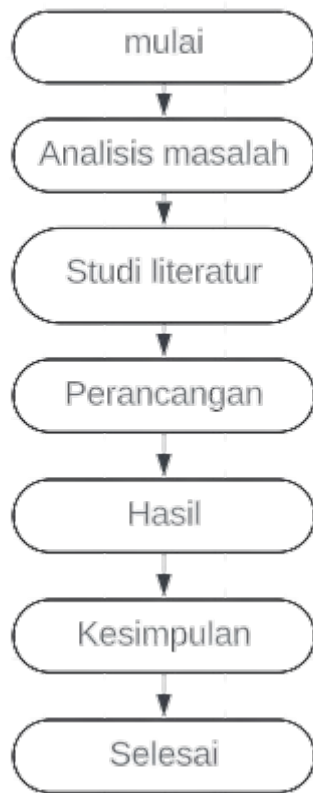 mulai
Analisis masalah
Studi literatur
Perancangan
Hasil
Kesimpulan
Selesai